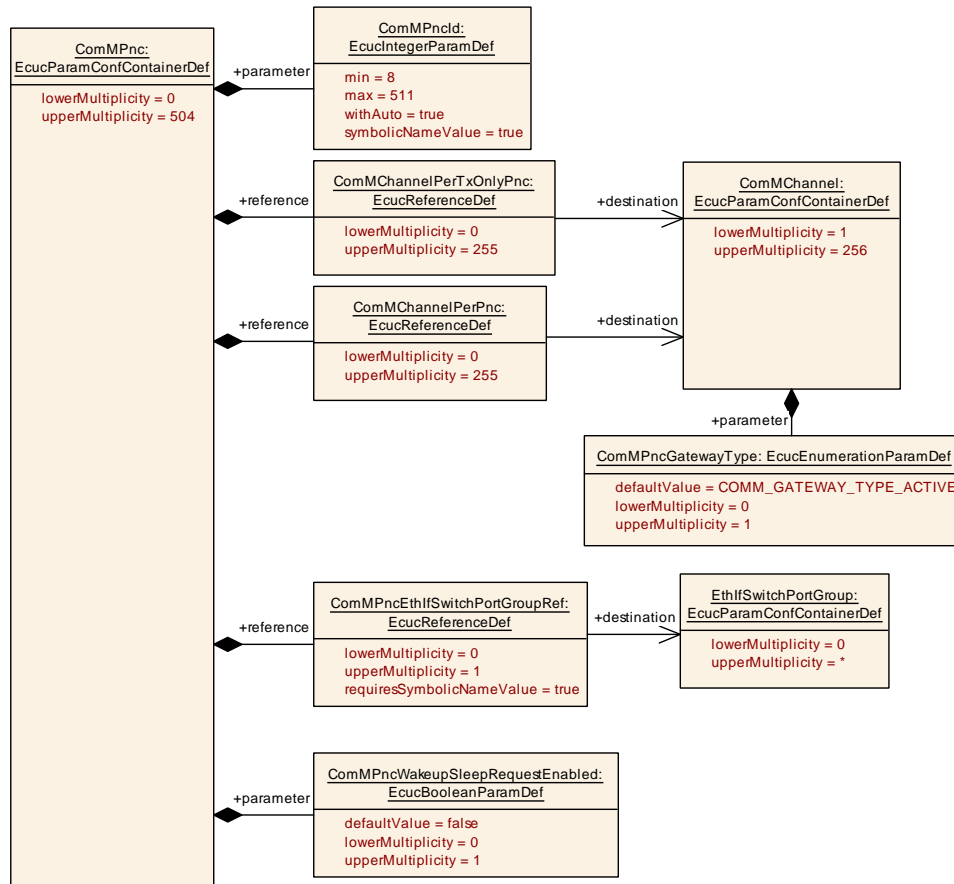 ComMPnc:
EcucParamConfContainerDef
lowerMultiplicity = 0
upperMultiplicity = 504
+parameter
ComMPncId:
EcucIntegerParamDef
min = 8
max = 511
withAuto = true
symbolicNameValue = true
+reference
ComMChannelPerTxOnlyPnc:
EcucReferenceDef
lowerMultiplicity = 0
upperMultiplicity = 255
+destination
ComMChannel:
EcucParamConfContainerDef
lowerMultiplicity = 1
upperMultiplicity = 256
+reference
ComMChannelPerPnc:
EcucReferenceDef
lowerMultiplicity = 0
upperMultiplicity = 255
+destination
+parameter
ComMPncGatewayType: EcucEnumerationParamDef
defaultValue = COMM_GATEWAY_TYPE_ACTIVE
lowerMultiplicity = 0
upperMultiplicity = 1
+reference
ComMPncEthIfSwitchPortGroupRef:
EcucReferenceDef
lowerMultiplicity = 0
upperMultiplicity = 1
requiresSymbolicNameValue = true
+destination
EthIfSwitchPortGroup:
EcucParamConfContainerDef
lowerMultiplicity = 0
upperMultiplicity = *
+parameter
ComMPncWakeupSleepRequestEnabled:
EcucBooleanParamDef
defaultValue = false
lowerMultiplicity = 0
upperMultiplicity = 1